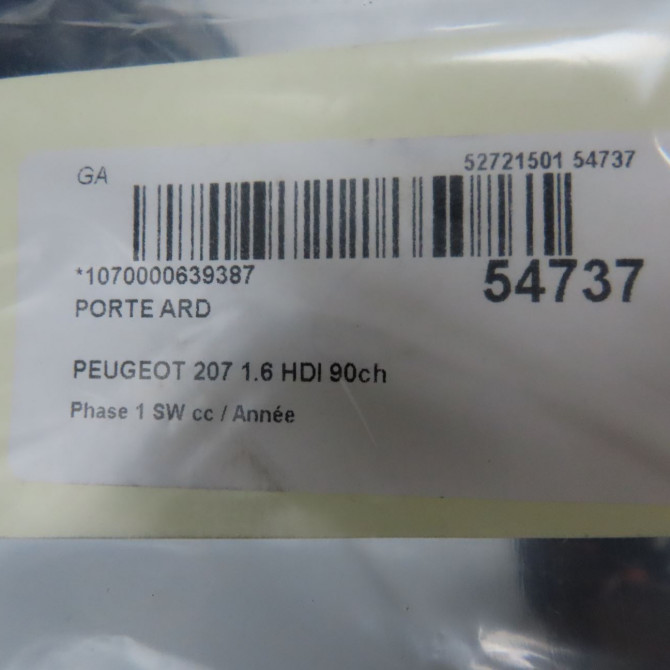 GA
52721501 54737
*1070000639387
54737
PORTE ARD
PEUGEOT 207 1.6 HDI 90ch
Phase 1 SW cc / Année